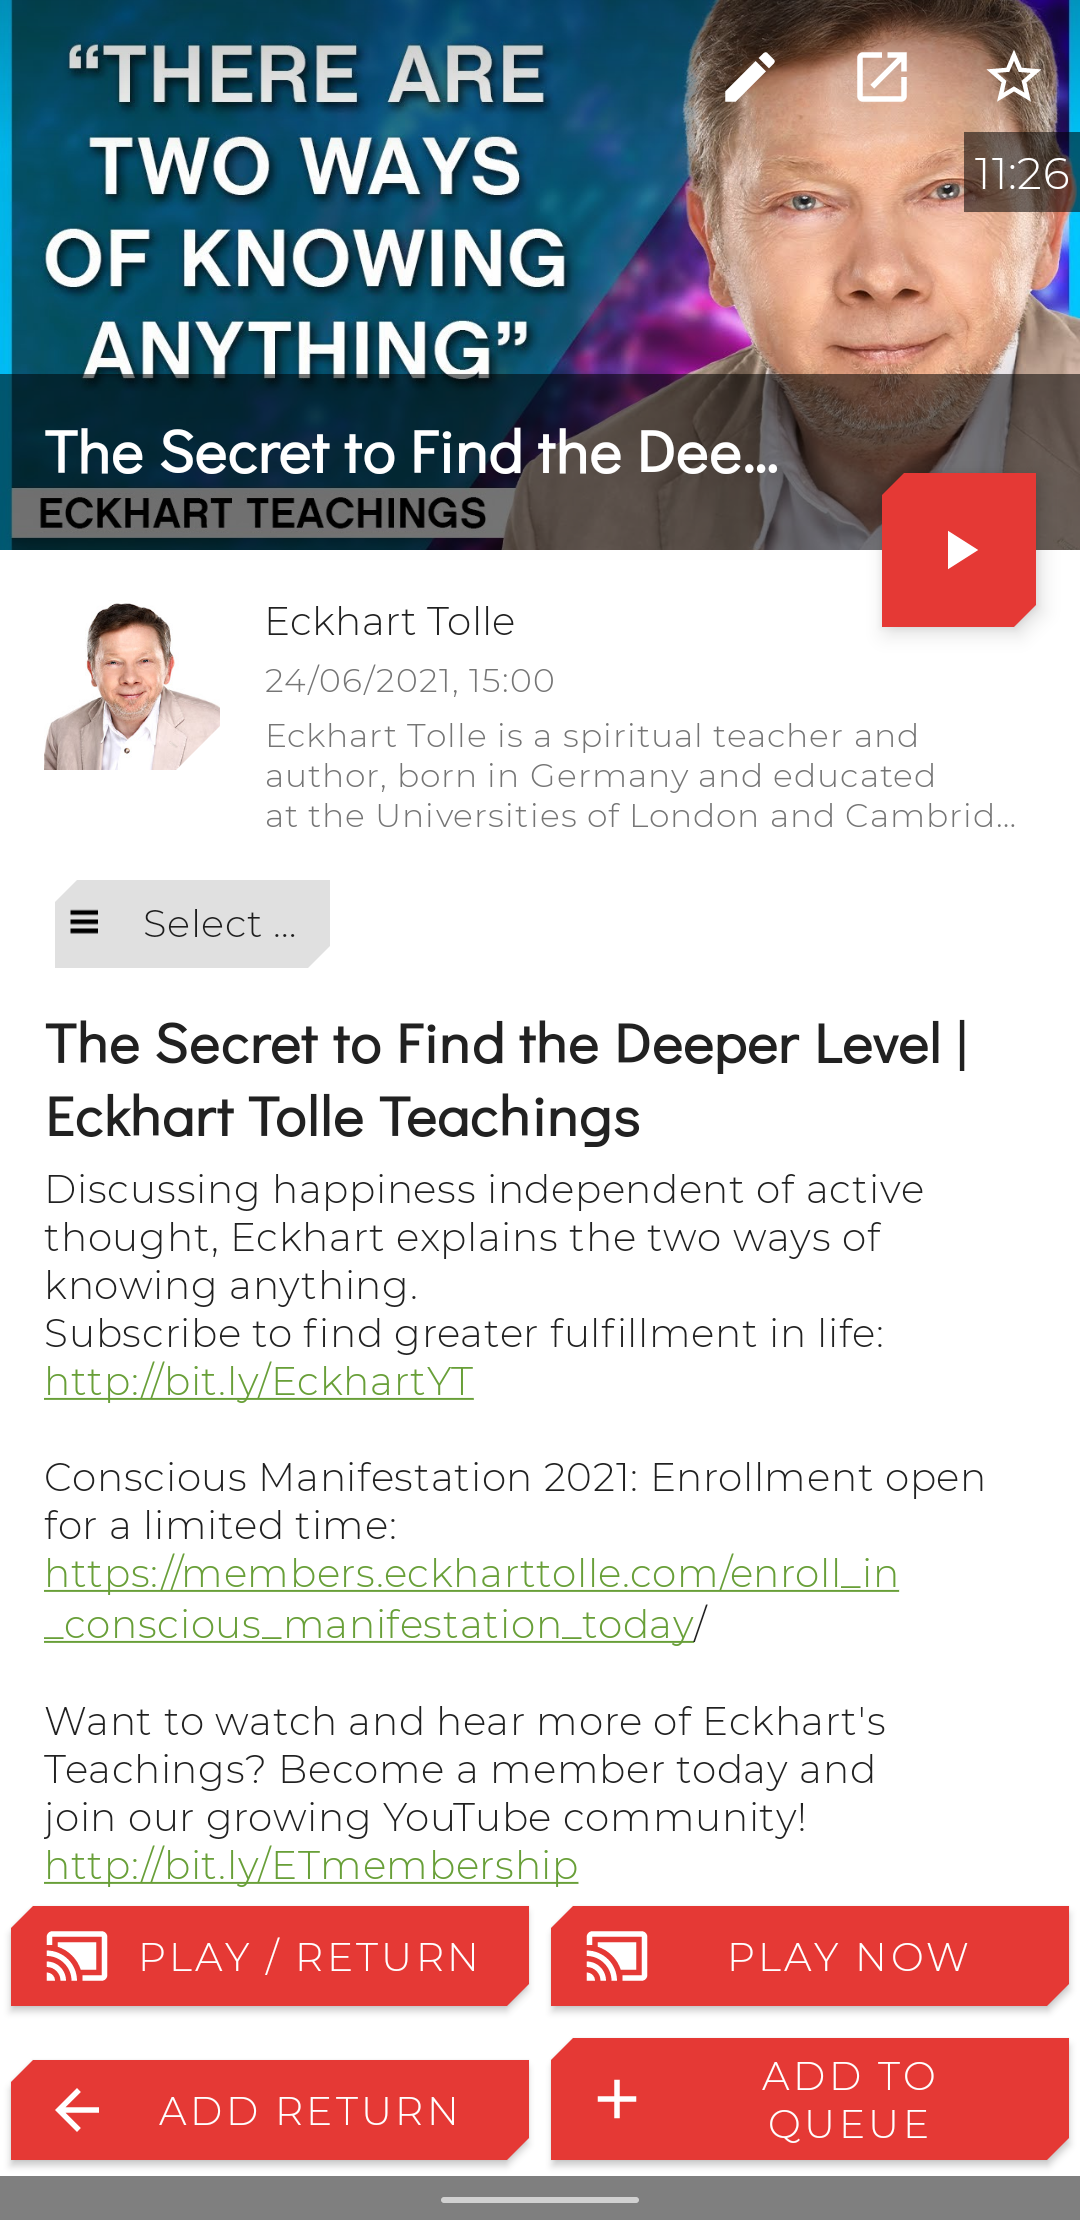 “THERE ARE
TWO WAYS
OF KNOWING
ANYTHING”
11:26
The Secret to Find the Dee...
ECKHART TEACHINGS
Eckhart Tolle
24/06/2021, 15:00
Eckhart Tolle is a spiritual teacher and
author, born in Germany and educated
at the Universities of London and Cambrid...
Select ...
The Secret to Find the Deeper Level |
Eckhart Tolle Teachings
Discussing happiness independent of active
thought, Eckhart explains the two ways of
knowing anything.
Subscribe to find greater fulfillment in life:
http://bit.ly/EckhartYT
Conscious Manifestation 2021: Enrollment open
for a limited time:
https://members.eckharttolle.com/enroll_in
_conscious_manifestation_today/
Want to watch and hear more of Eckhart's
Teachings? Become a member today and
join our growing YouTube community!
http://bit.ly/ETmembership
PLAY / RETURN
PLAY NOW
ADD RETURN
ADD TO
QUEUE